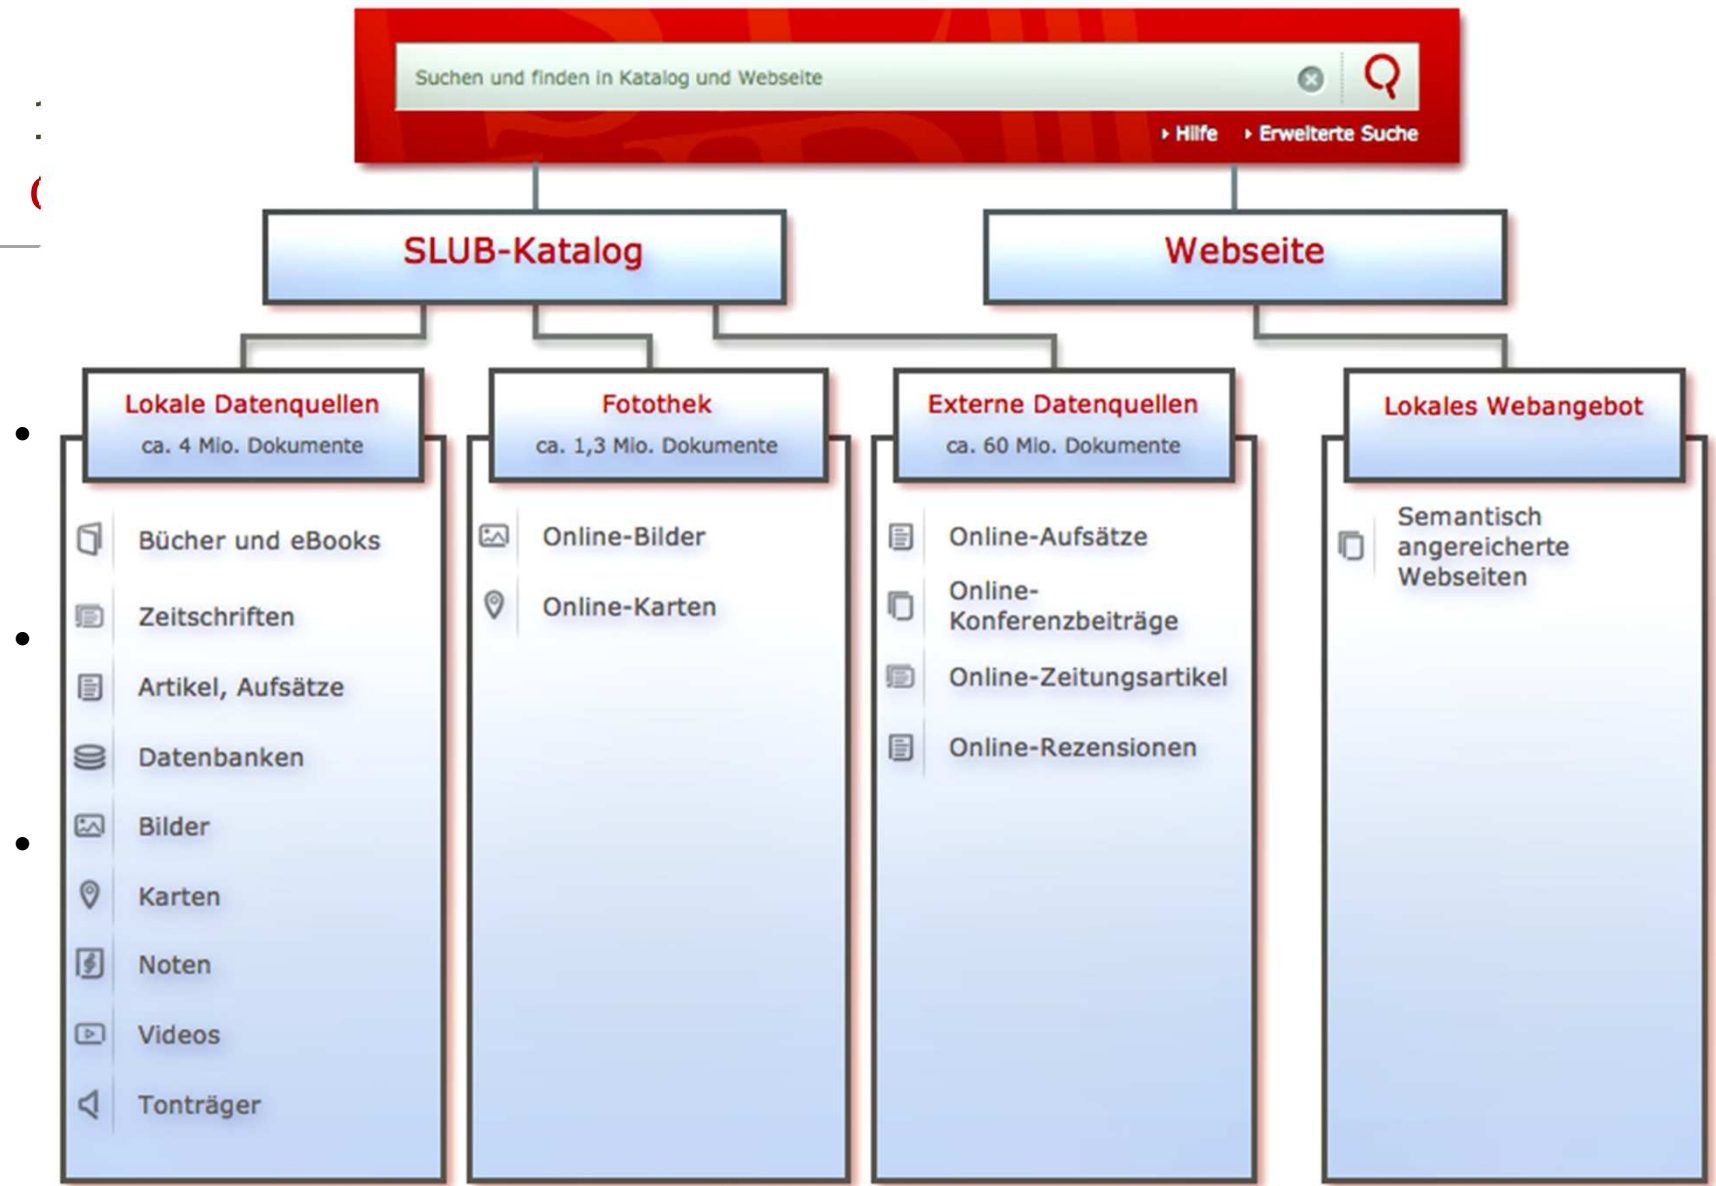 Suchen und finden in Katalog und Webseite
Hilfe
Erweiterte Suche
SLUB-Katalog
Webseite
Lokale Datenquellen
ca. 4 Mio. Dokumente
Bücher und eBooks
Zeitschriften
Artikel, Aufsätze
Datenbanken
Bilder
Karten
Noten
Videos
Tonträger
Fotothek
ca. 1,3 Mio. Dokumente
Online-Bilder
Online-Karten
Externe Datenquellen
ca. 60 Mio. Dokumente
Online-Aufsätze
Online-
Konferenzbeiträge
Online-Zeitungsartikel
Online-Rezensionen
Lokales Webangebot
Semantisch
angereicherte
Webseiten